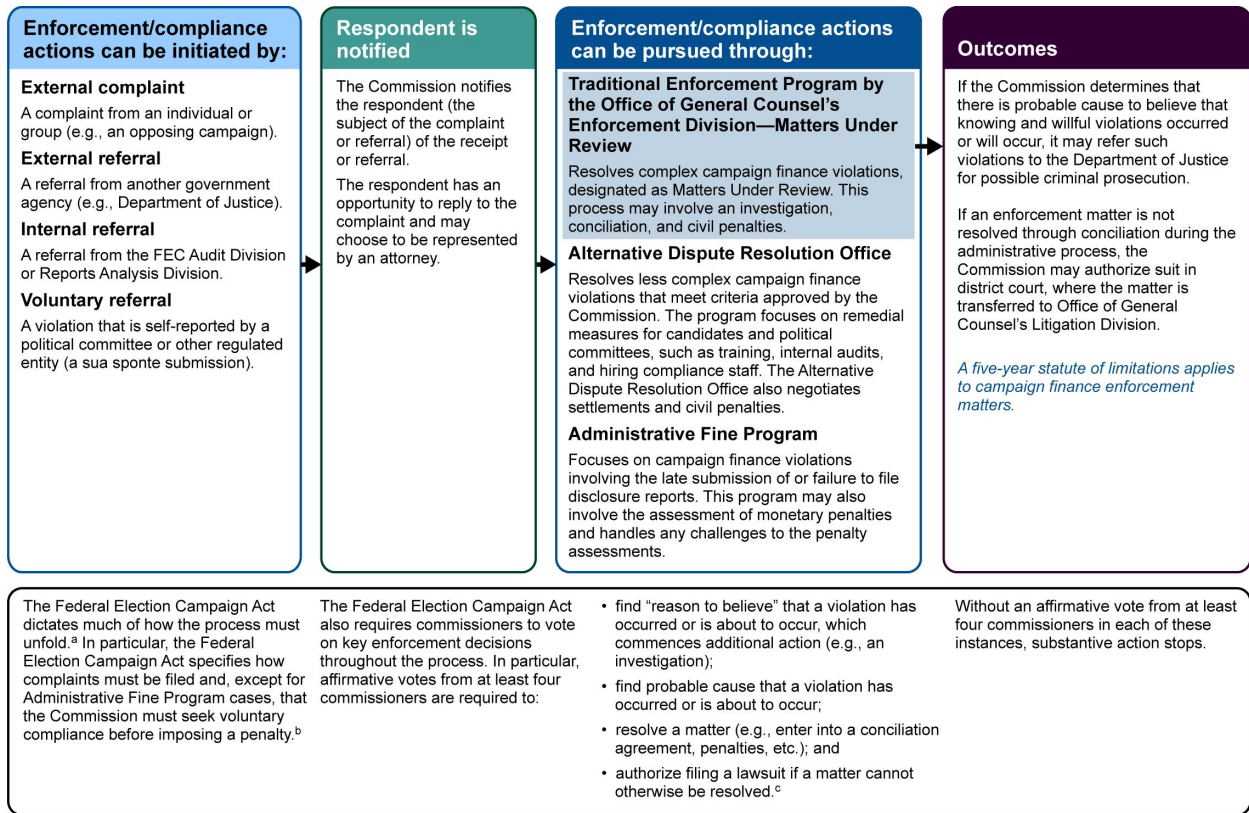 Enforcement/compliance
actions can be initiated by:
External complaint
A complaint from an individual or
group (e.g., an opposing campaign).
External referral
A referral from another government
agency (e.g., Department of Justice).
Internal referral
A referral from the FEC Audit Division
or Reports Analysis Division.
Voluntary referral
A violation that is self-reported by a
political committee or other regulated
entity (a sua sponte submission).
Respondent is
notified
The Commission notifies
the respondent (the
subject of the complaint
or referral) of the receipt
or referral.
The respondent has an
opportunity to reply to the
complaint and may
choose to be represented
by an attorney.
Enforcement/compliance actions
can be pursued through:
Traditional Enforcement Program by
the Office of General Counsel’s
Enforcement Division—Matters Under
Review
Resolves complex campaign finance violations,
designated as Matters Under Review. This
process may involve an investigation,
conciliation, and civil penalties.
Alternative Dispute Resolution Office
Resolves less complex campaign finance
violations that meet criteria approved by the
Commission. The program focuses on remedial
measures for candidates and political
committees, such as training, internal audits,
and hiring compliance staff. The Alternative
Dispute Resolution Office also negotiates
settlements and civil penalties.
Administrative Fine Program
Focuses on campaign finance violations
involving the late submission of or failure to file
disclosure reports. This program may also
involve the assessment of monetary penalties
and handles any challenges to the penalty
assessments.
Outcomes
If the Commission determines that
there is probable cause to believe that
knowing and willful violations occurred
or will occur, it may refer such
violations to the Department of Justice
for possible criminal prosecution.
If an enforcement matter is not
resolved through conciliation during the
administrative process, the
Commission may authorize suit in
district court, where the matter is
transferred to Office of General
Counsel’s Litigation Division.
A five-year statute of limitations applies
to campaign finance enforcement
matters.
The Federal Election Campaign Act
dictates much of how the process must
unfold.ᵃ In particular, the Federal
Election Campaign Act specifies how
complaints must be filed and, except for
Administrative Fine Program cases, that
the Commission must seek voluntary
compliance before imposing a penalty.ᵇ
The Federal Election Campaign Act
also requires commissioners to vote
on key enforcement decisions
throughout the process. In particular,
affirmative votes from at least four
commissioners are required to:
• find “reason to believe” that a violation has
occurred or is about to occur, which
commences additional action (e.g., an
investigation);
• find probable cause that a violation has
occurred or is about to occur;
• resolve a matter (e.g., enter into a conciliation
agreement, penalties, etc.); and
• authorize filing a lawsuit if a matter cannot
otherwise be resolved.ᶜ
Without an affirmative vote from at least
four commissioners in each of these
instances, substantive action stops.